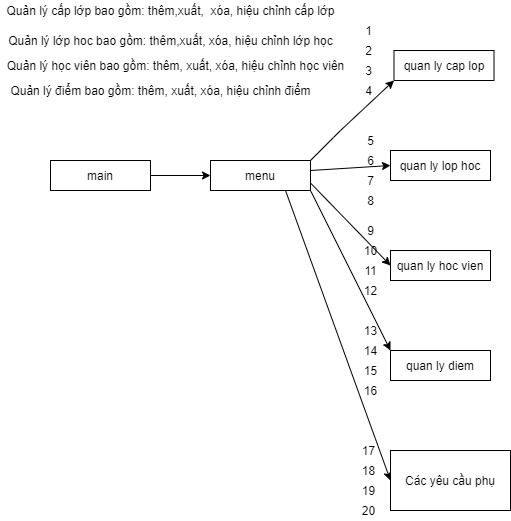 Quản lý cấp lớp bao gồm: thêm,xuất,  xóa, hiệu chỉnh cấp lớp
Quản lý lớp hoc bao gồm: thêm,xuất, xóa, hiệu chỉnh lớp học
Quản lý học viên bao gồm: thêm, xuất, xóa, hiệu chỉnh học viên
Quản lý điểm bao gồm: thêm, xuất, xóa, hiệu chỉnh điểm
1
2
3
4
quan ly cap lop
5
6
7
8
quan ly lop hoc
main
menu
9
10
11
12
quan ly hoc vien
13
14
15
16
quan ly diem
17
18
19
20
Các yêu cầu phụ